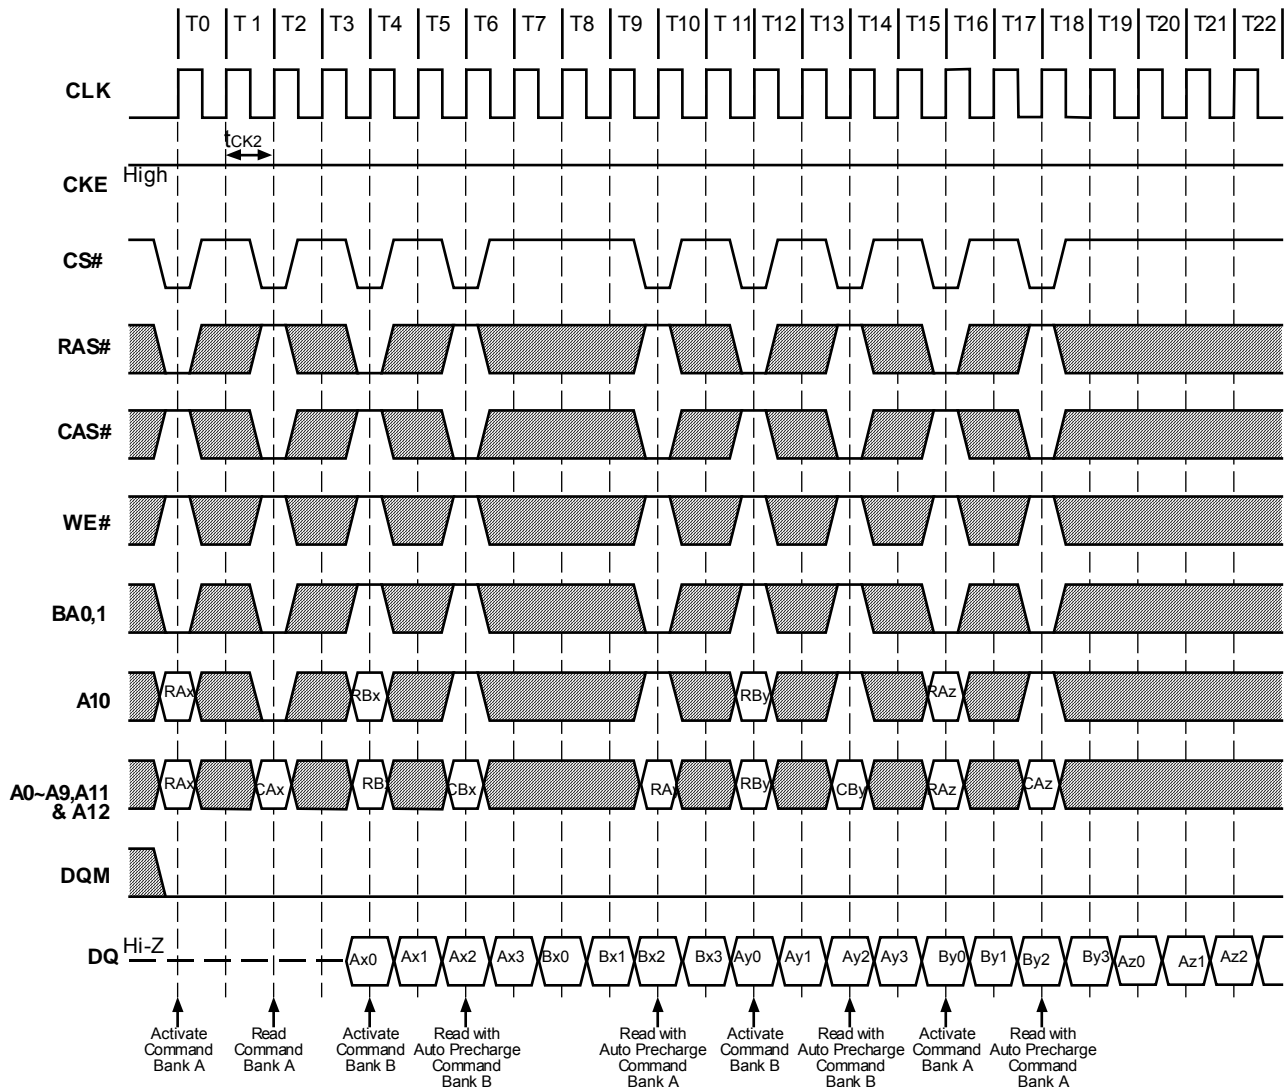 T0 T 1 T2 T3 T4 T5 T6 T7 T8 T9 T10 T 11 T12 T13 T14 T15 T16 T17 T18 T19 T20 T21 T22
CLK
tCK2
High
CKE
CS#
RAS#
CAS#
WE#
BA0,1
A10
RAx RBx RBy RAz
A0~A9,A11
& A12
RAx CAx RB CBx RA RBy CBy RAz CAz
DQM
DQ
Hi-Z
Ax0 Ax1 Ax2 Ax3 Bx0 Bx1 Bx2 Bx3 Ay0 Ay1 Ay2 Ay3 By0 By1 By2 By3 Az0 Az1 Az2
Activate
Command
Bank A
Read
Command
Bank A
Activate
Command
Bank B
Read with
Auto Precharge
Command
Bank B
Read with
Auto Precharge
Command
Bank A
Activate
Command
Bank B
Read with
Auto Precharge
Command
Bank B
Activate
Command
Bank A
Read with
Auto Precharge
Command
Bank A